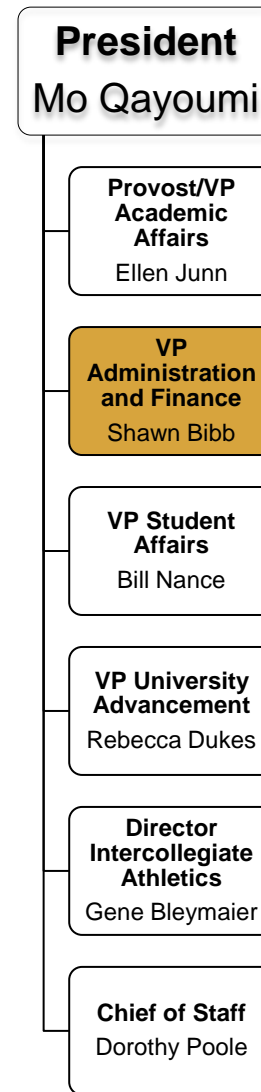 President
Mo Qayoumi
Provost/VP
Academic
Affairs
Ellen Junn
VP
Administration
and Finance
Shawn Bibb
VP Student
Affairs
Bill Nance
VP University
Advancement
Rebecca Dukes
Director
Intercollegiate
Athletics
Gene Bleymaier
Chief of Staff
Dorothy Poole